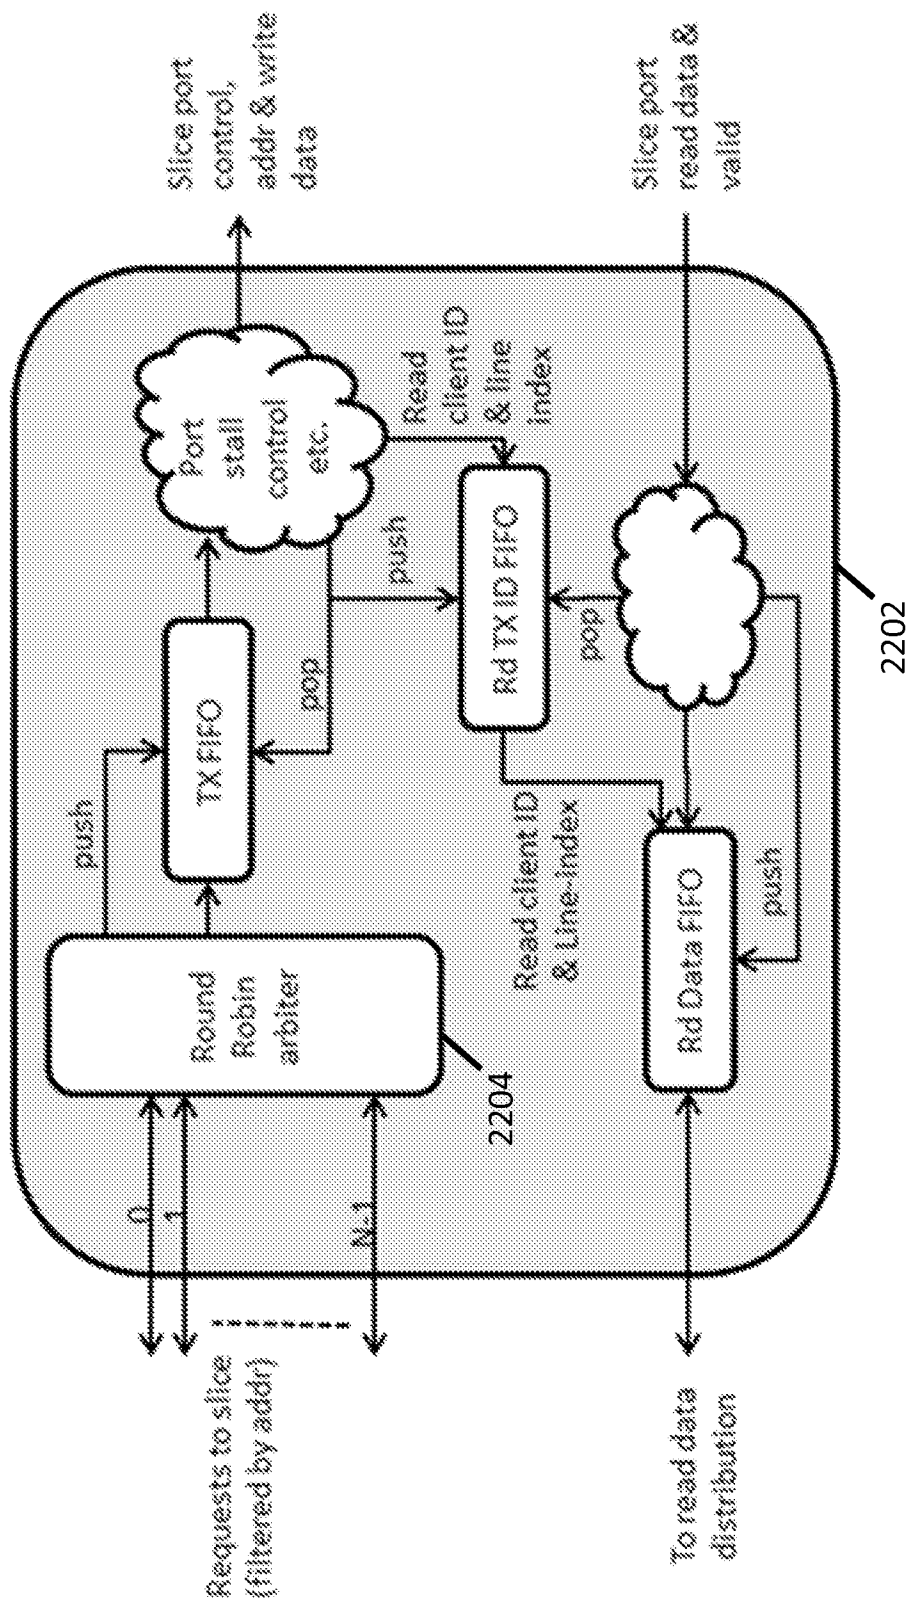 Requests to slice
(filtered by addr)
0
1
N-1
Round
Robin
arbiter
2204
push
TX FIFO
pop
Port
stall
control
etc.
Slice port
control,
addr & write
data
push
Read
client ID
& line
index
Rd TX ID FIFO
Read client ID
& Line-index
pop
To read data
distribution
Rd Data FIFO
push
Slice port
read data &
valid
2202